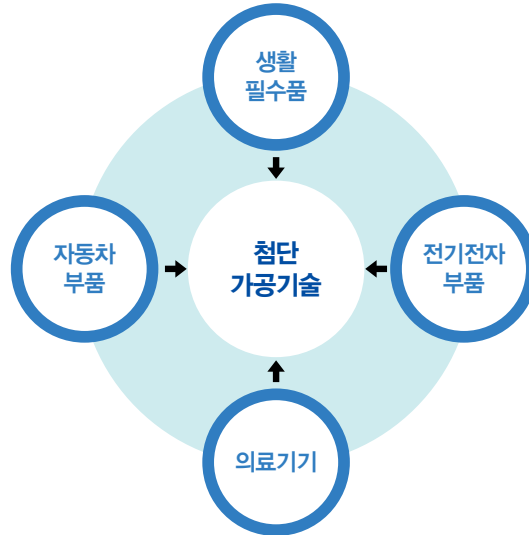 생활
필수품
자동차
부품
첨단
가공기술
전기전자
부품
의료기기